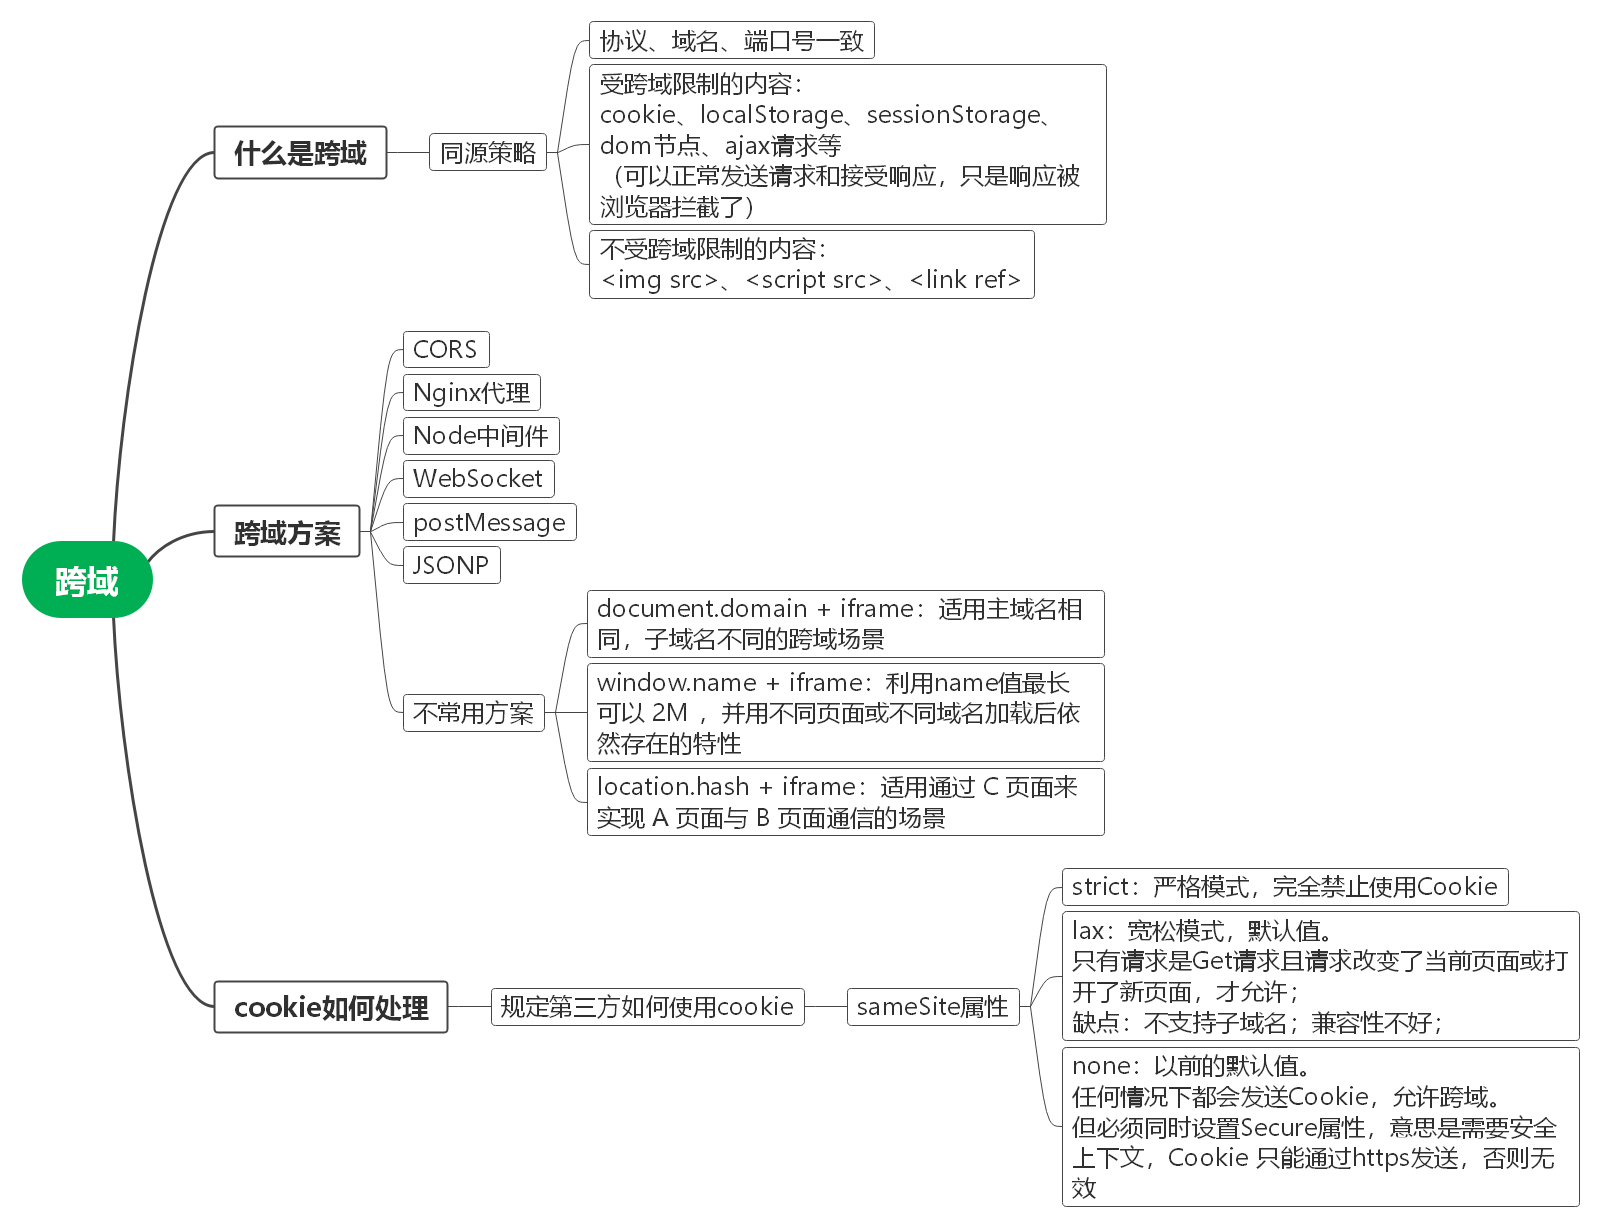 跨域
什么是跨域
同源策略
协议、域名、端口号一致
受跨域限制的内容：
cookie、localStorage、sessionStorage、
dom节点、ajax请求等
（可以正常发送请求和接受响应，只是响应被
浏览器拦截了）
不受跨域限制的内容：
<img src>、<script src>、<link ref>
跨域方案
CORS
Nginx代理
Node中间件
WebSocket
postMessage
JSONP
不常用方案
document.domain + iframe：适用主域名相
同，子域名不同的跨域场景
window.name + iframe：利用name值最长
可以 2M ，并用不同页面或不同域名加载后依
然存在的特性
location.hash + iframe：适用通过 C 页面来
实现 A 页面与 B 页面通信的场景
cookie如何处理
规定第三方如何使用cookie
sameSite属性
strict：严格模式，完全禁止使用Cookie
lax：宽松模式，默认值。
只有请求是Get请求且请求改变了当前页面或打
开了新页面，才允许；
缺点：不支持子域名；兼容性不好；
none：以前的默认值。
任何情况下都会发送Cookie，允许跨域。
但必须同时设置Secure属性，意思是需要安全
上下文，Cookie 只能通过https发送，否则无
效